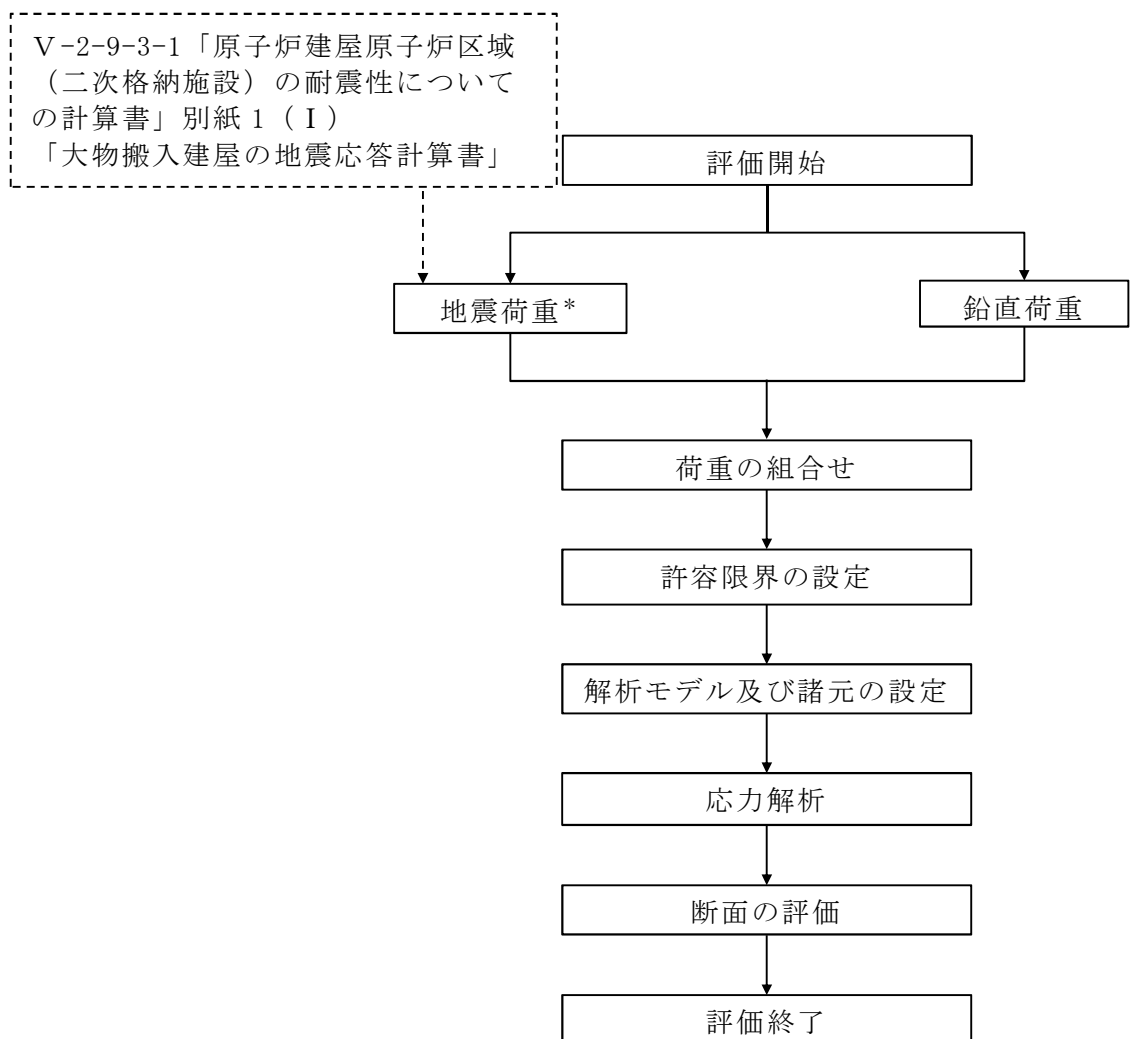 Ⅴ-2-9-3-1「原子炉建屋原子炉区域
（二次格納施設）の耐震性について
の計算書」別紙1（Ⅰ）
「大物搬入建屋の地震応答計算書」
評価開始
地震荷重*
鉛直荷重
荷重の組合せ
許容限界の設定
解析モデル及び諸元の設定
応力解析
断面の評価
評価終了